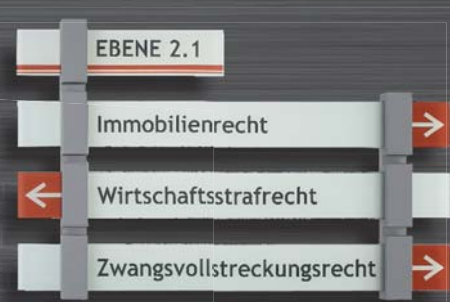 EBENE 2.1
Immobilienrecht
Wirtschaftsstrafrecht
Zwangsvollstreckungsrecht